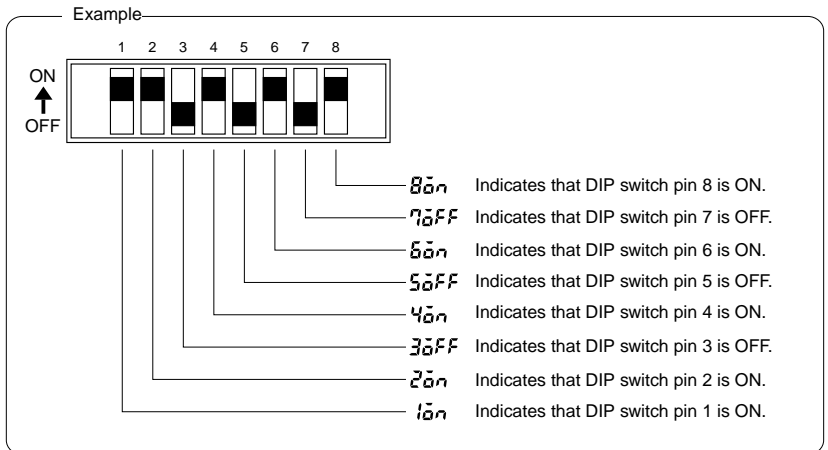 Example
1 2 3 4 5 6 7 8
ON
OFF
8on Indicates that DIP switch pin 8 is ON.
7oFF Indicates that DIP switch pin 7 is OFF.
6on Indicates that DIP switch pin 6 is ON.
5oFF Indicates that DIP switch pin 5 is OFF.
4on Indicates that DIP switch pin 4 is ON.
3oFF Indicates that DIP switch pin 3 is OFF.
2on Indicates that DIP switch pin 2 is ON.
1on Indicates that DIP switch pin 1 is ON.